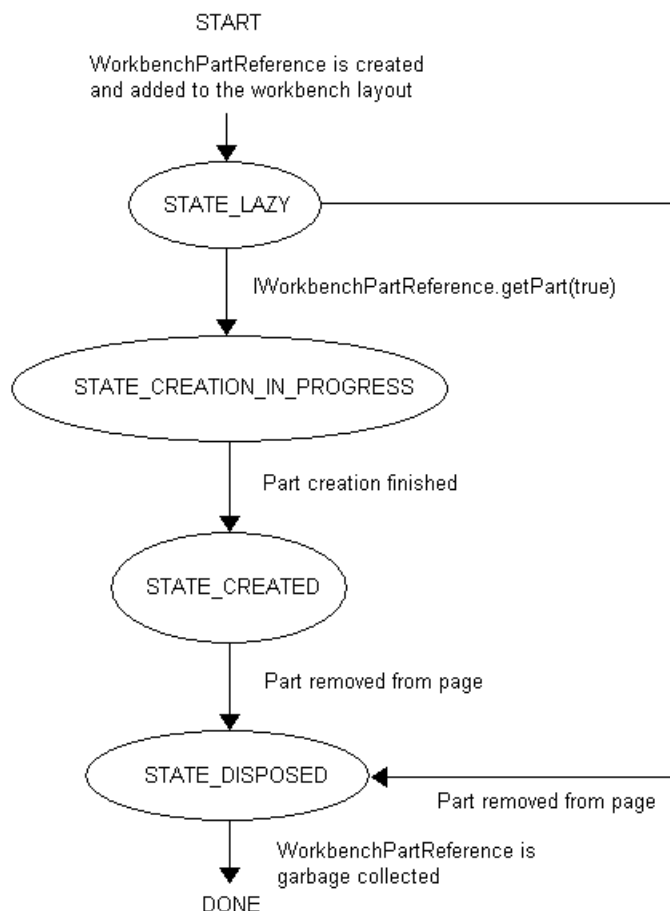 START
WorkbenchPartReference is created
and added to the workbench layout
STATE_LAZY
IWorkbenchPartReference.getPart(true)
STATE_CREATION_IN_PROGRESS
Part creation finished
STATE_CREATED
Part removed from page
STATE_DISPOSED
Part removed from page
WorkbenchPartReference is
garbage collected
DONE